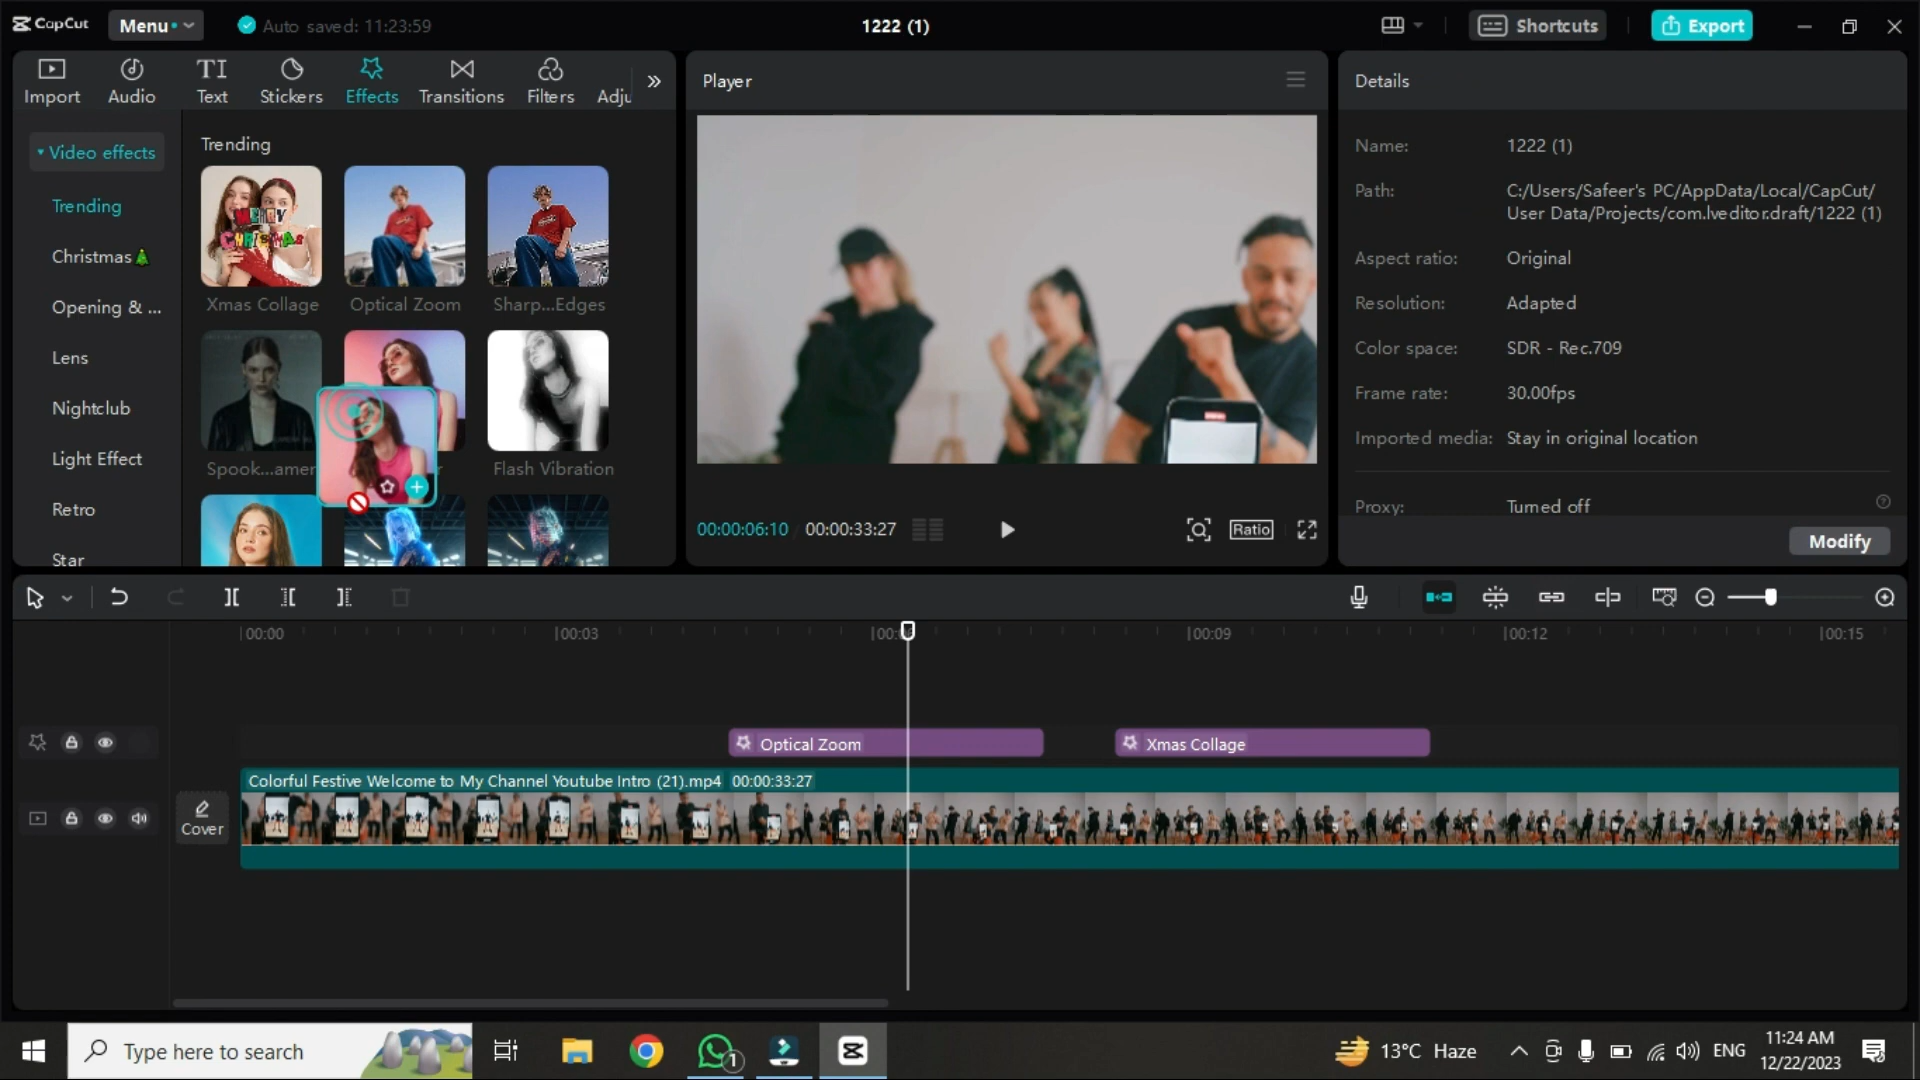 CapCut
Menu
Auto saved: 11:23:59
1222 (1)
Shortcuts
Export
Import
Audio
TI
Text
Stickers
Effects
Transitions
Filters
Adju
Player
Details
Video effects
Trending
Christmas
Opening & ...
Lens
Nightclub
Light Effect
Retro
Star
Trending
MERRY
CHRISTMAS
Xmas Collage
Optical Zoom
Sharp...Edges
Spook...amer
Flash Vibration
00:00:06:10
00:00:33:27
Ratio
Name:
1222 (1)
Path:
C:/Users/Safeer's PC/AppData/Local/CapCut/
User Data/Projects/com.lveditor.draft/1222 (1)
Aspect ratio:
Original
Resolution:
Adapted
Color space:
SDR - Rec.709
Frame rate:
30.00fps
Imported media:
Stay in original location
Proxy:
Turned off
Modify
00:00
00:03
00:09
00:12
00:15
Optical Zoom
Xmas Collage
Cover
Colorful Festive Welcome to My Channel Youtube Intro (21).mp4 00:00:33:27
Type here to search
1
13°C Haze
ENG
11:24 AM
12/22/2023